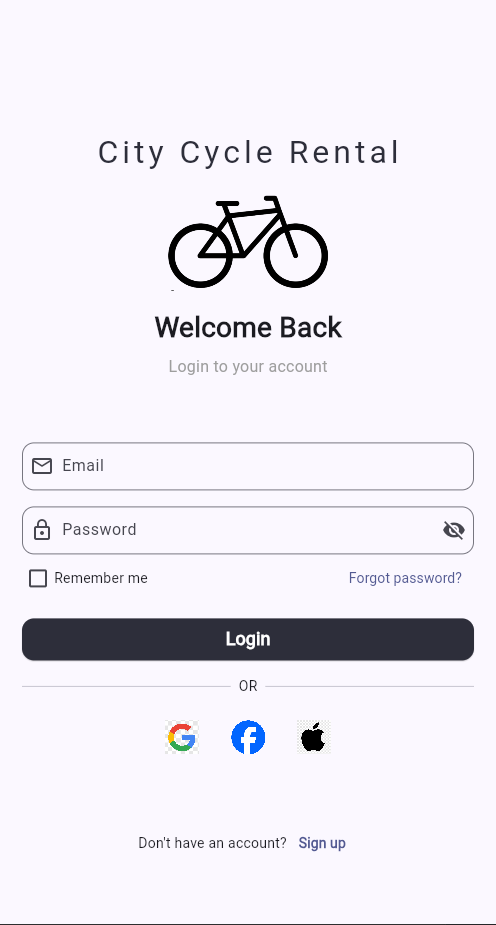 City Cycle Rental
Welcome Back
Login to your account
Email
Password
Remember me Forgot password?
Login
OR
Don't have an account? Sign up